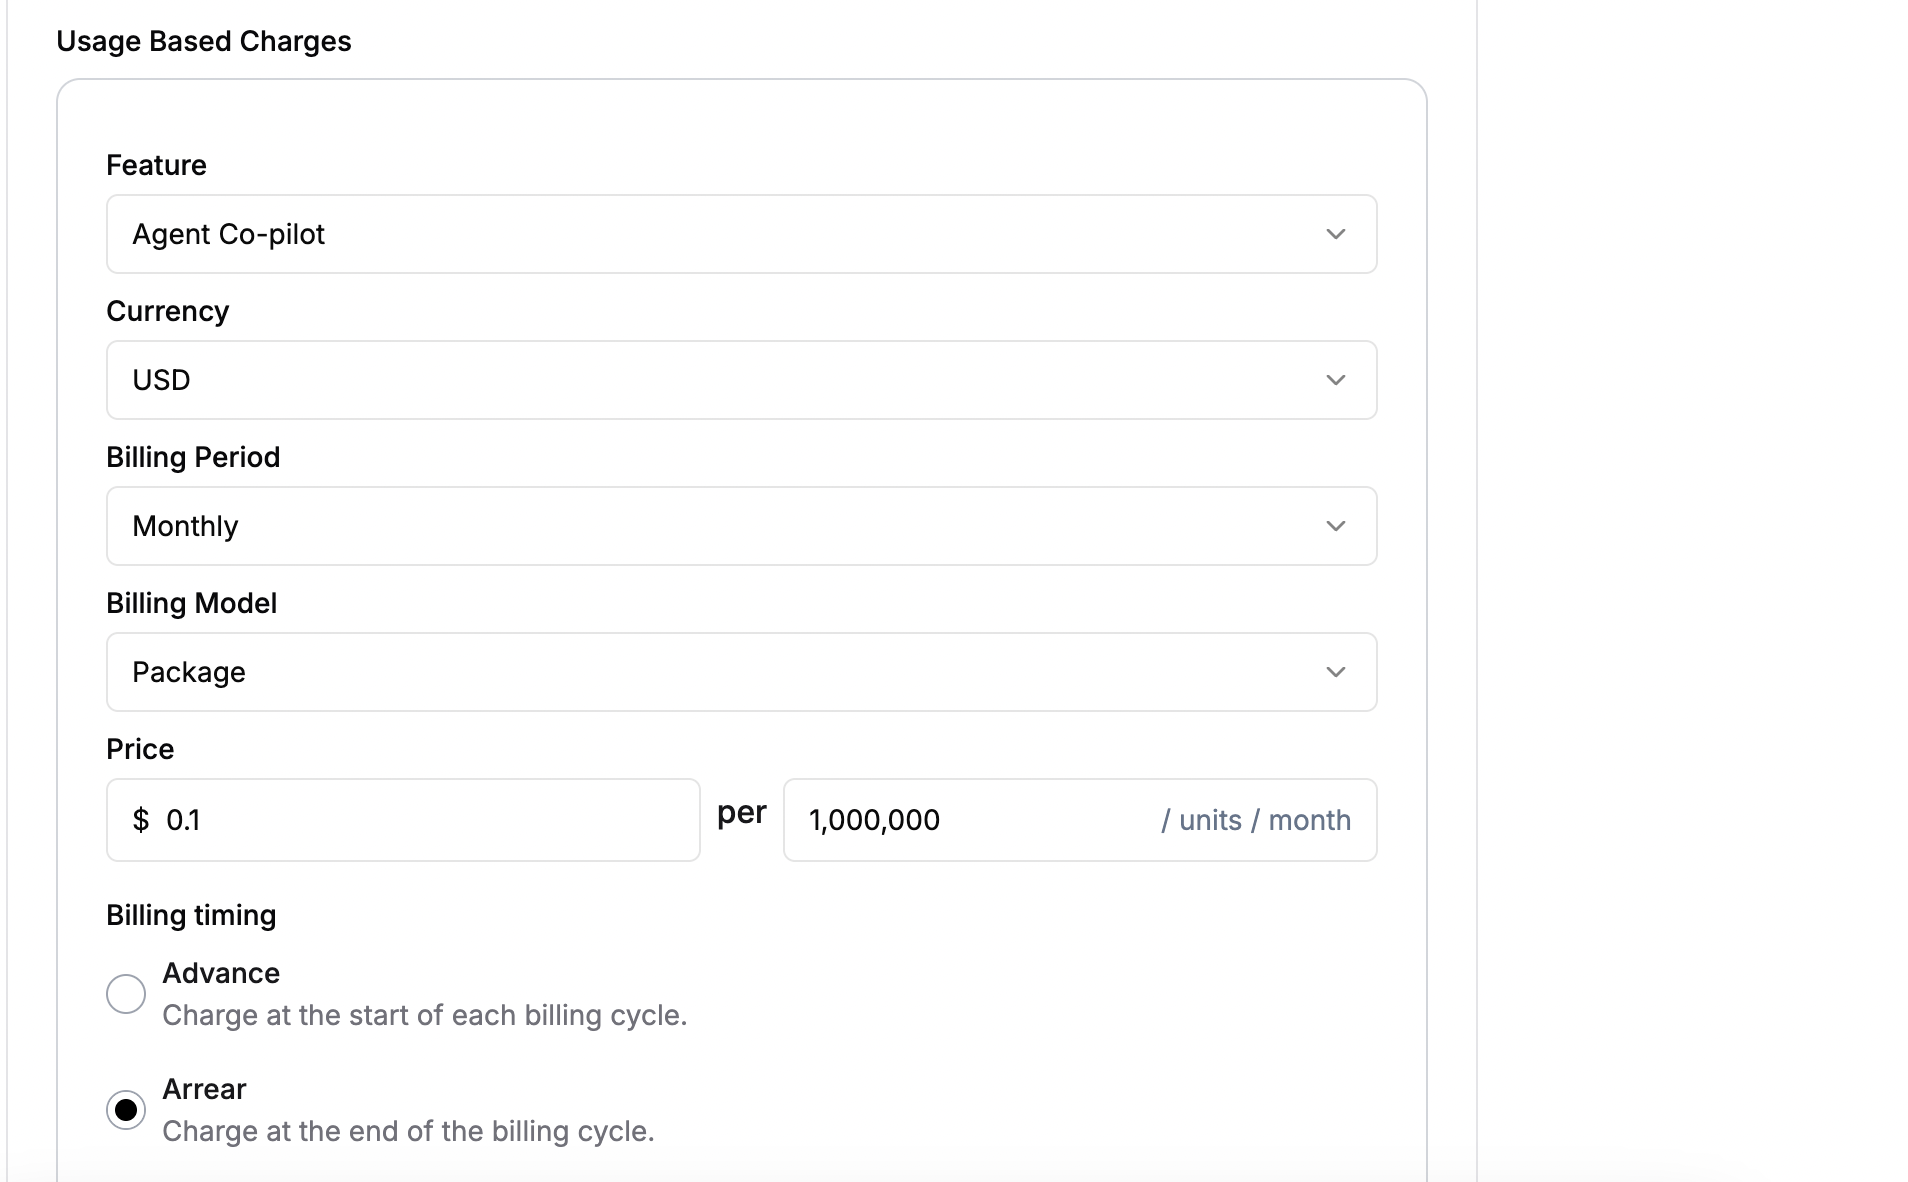 Usage Based Charges
Feature
Agent Co-pilot
Currency
USD
Billing Period
Monthly
Billing Model
Package
Price
$ 0.1 per 1,000,000 / units / month
Billing timing
Advance
Charge at the start of each billing cycle.
Arrear
Charge at the end of the billing cycle.